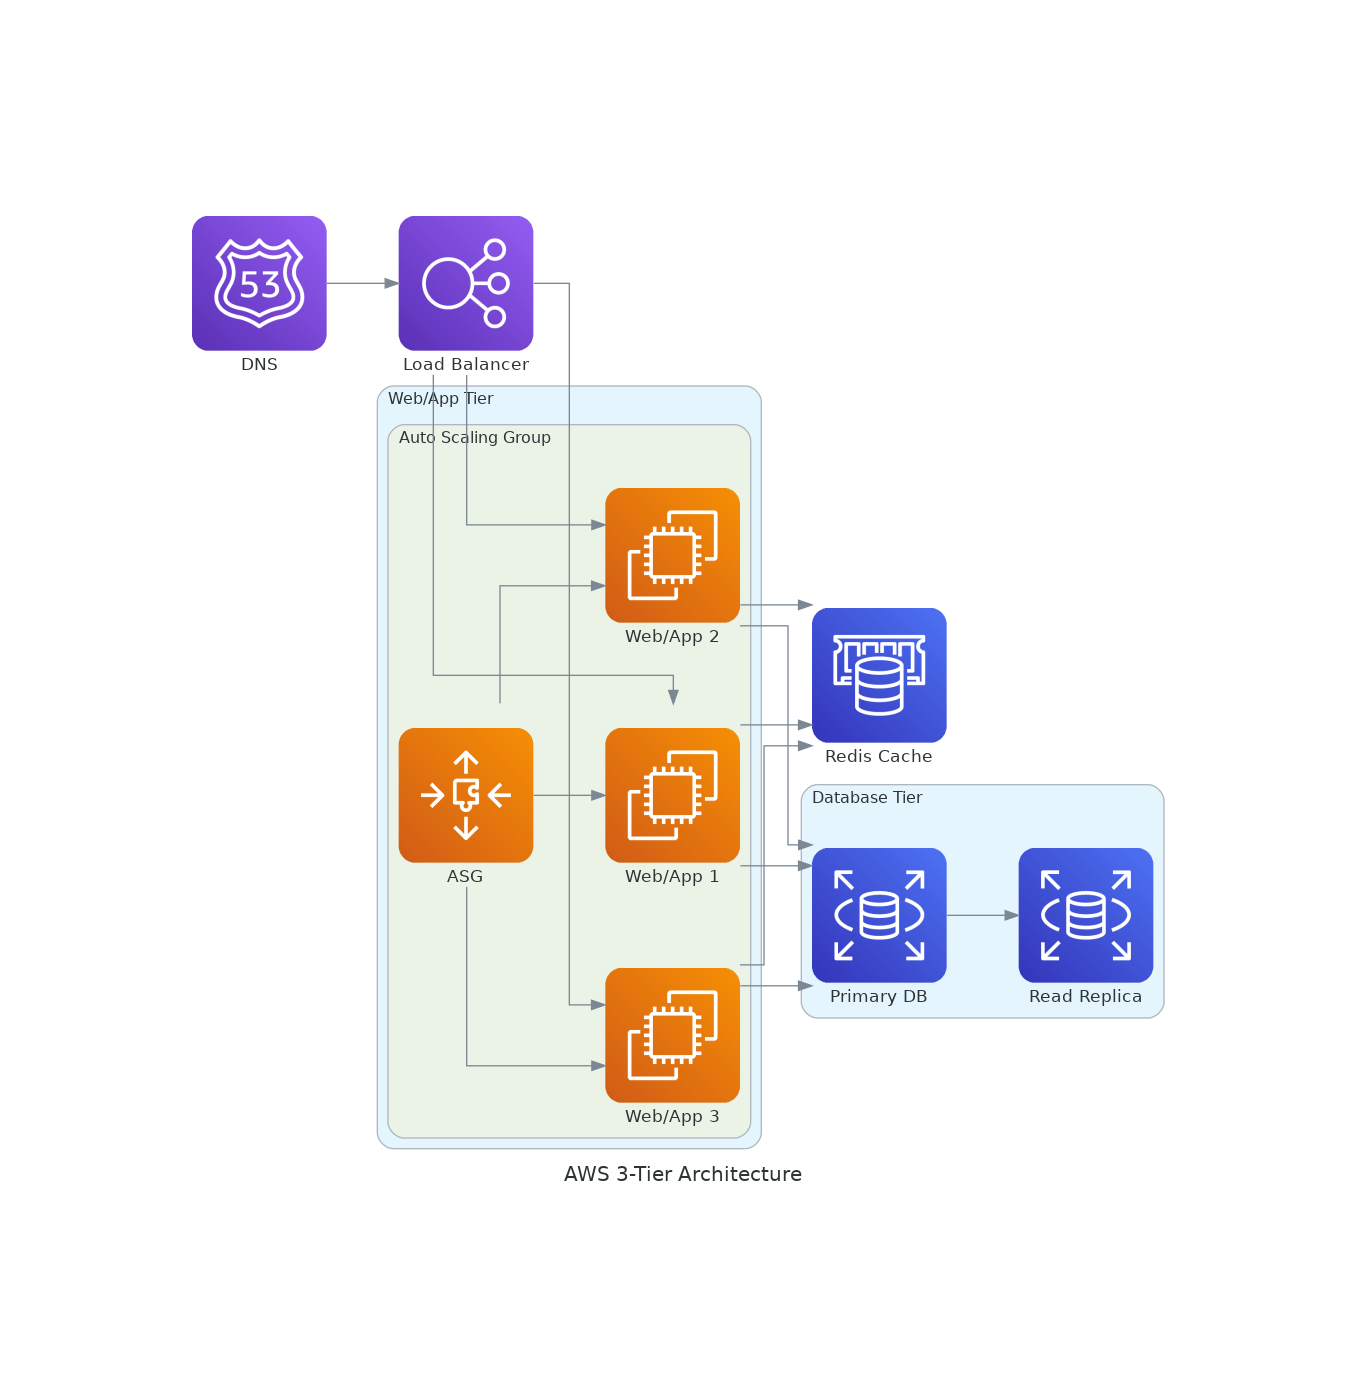 53
DNS
Load Balancer
Web/App Tier
Auto Scaling Group
Web/App 2
Redis Cache
ASG
Web/App 1
Database Tier
Primary DB
Read Replica
Web/App 3
AWS 3-Tier Architecture